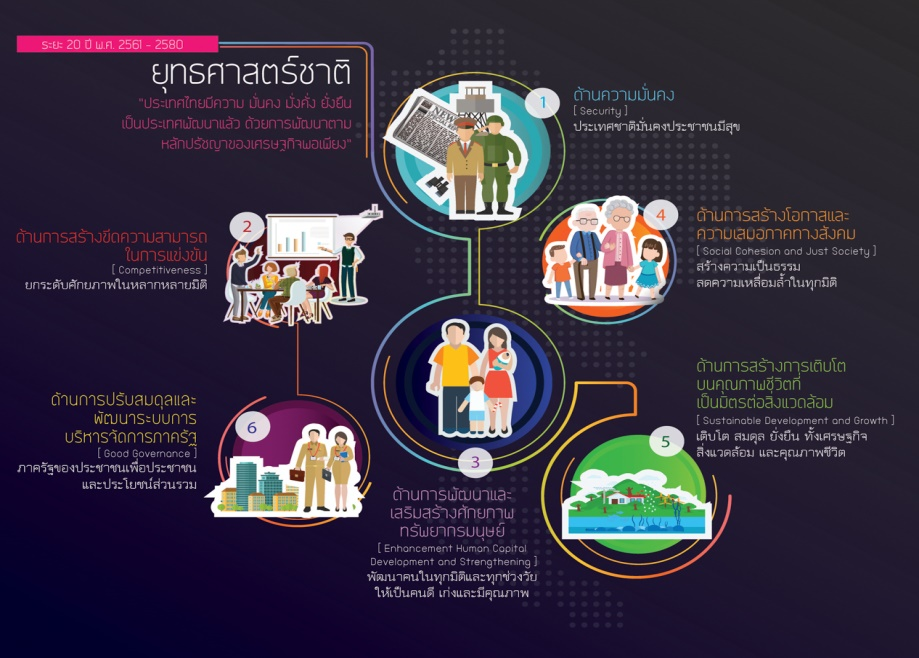 ระยะ 20 ปี พ.ศ. 2561 - 2580
ยุทธศาสตร์ชาติ
"ประเทศไทยมีความ มั่นคง มั่งคั่ง ยั่งยืน
เป็นประเทศพัฒนาแล้ว ด้วยการพัฒนาตาม
หลักปรัชญาของเศรษฐกิจพอเพียง"
NEWS
1
ด้านความมั่นคง
[ Security ]
ประเทศชาติมั่นคงประชาชนมีสุข
2
ด้านการสร้างขีดความสามารถ
ในการแข่งขัน
[ Competitiveness ]
ยกระดับศักยภาพในหลากหลายมิติ
4
ด้านการสร้างโอกาสและ
ความเสมอภาคทางสังคม
[ Social Cohesion and Just Society ]
สร้างความเป็นธรรม
ลดความเหลื่อมล้ำในทุกมิติ
3
ด้านการพัฒนาและ
เสริมสร้างศักยภาพ
ทรัพยากรมนุษย์
[ Enhancement Human Capital
Development and Strengthening ]
พัฒนาคนในทุกมิติและทุกช่วงวัย
ให้เป็นคนดี เก่งและมีคุณภาพ
5
ด้านการสร้างการเติบโต
บนคุณภาพชีวิตที่
เป็นมิตรต่อสิ่งแวดล้อม
[ Sustainable Development and Growth ]
เติบโต สมดุล ยั่งยืน ทั้งเศรษฐกิจ
สิ่งแวดล้อม และคุณภาพชีวิต
6
ด้านการปรับสมดุลและ
พัฒนาระบบการ
บริหารจัดการภาครัฐ
[ Good Governance ]
ภาครัฐของประชาชนเพื่อประชาชน
และประโยชน์ส่วนรวม